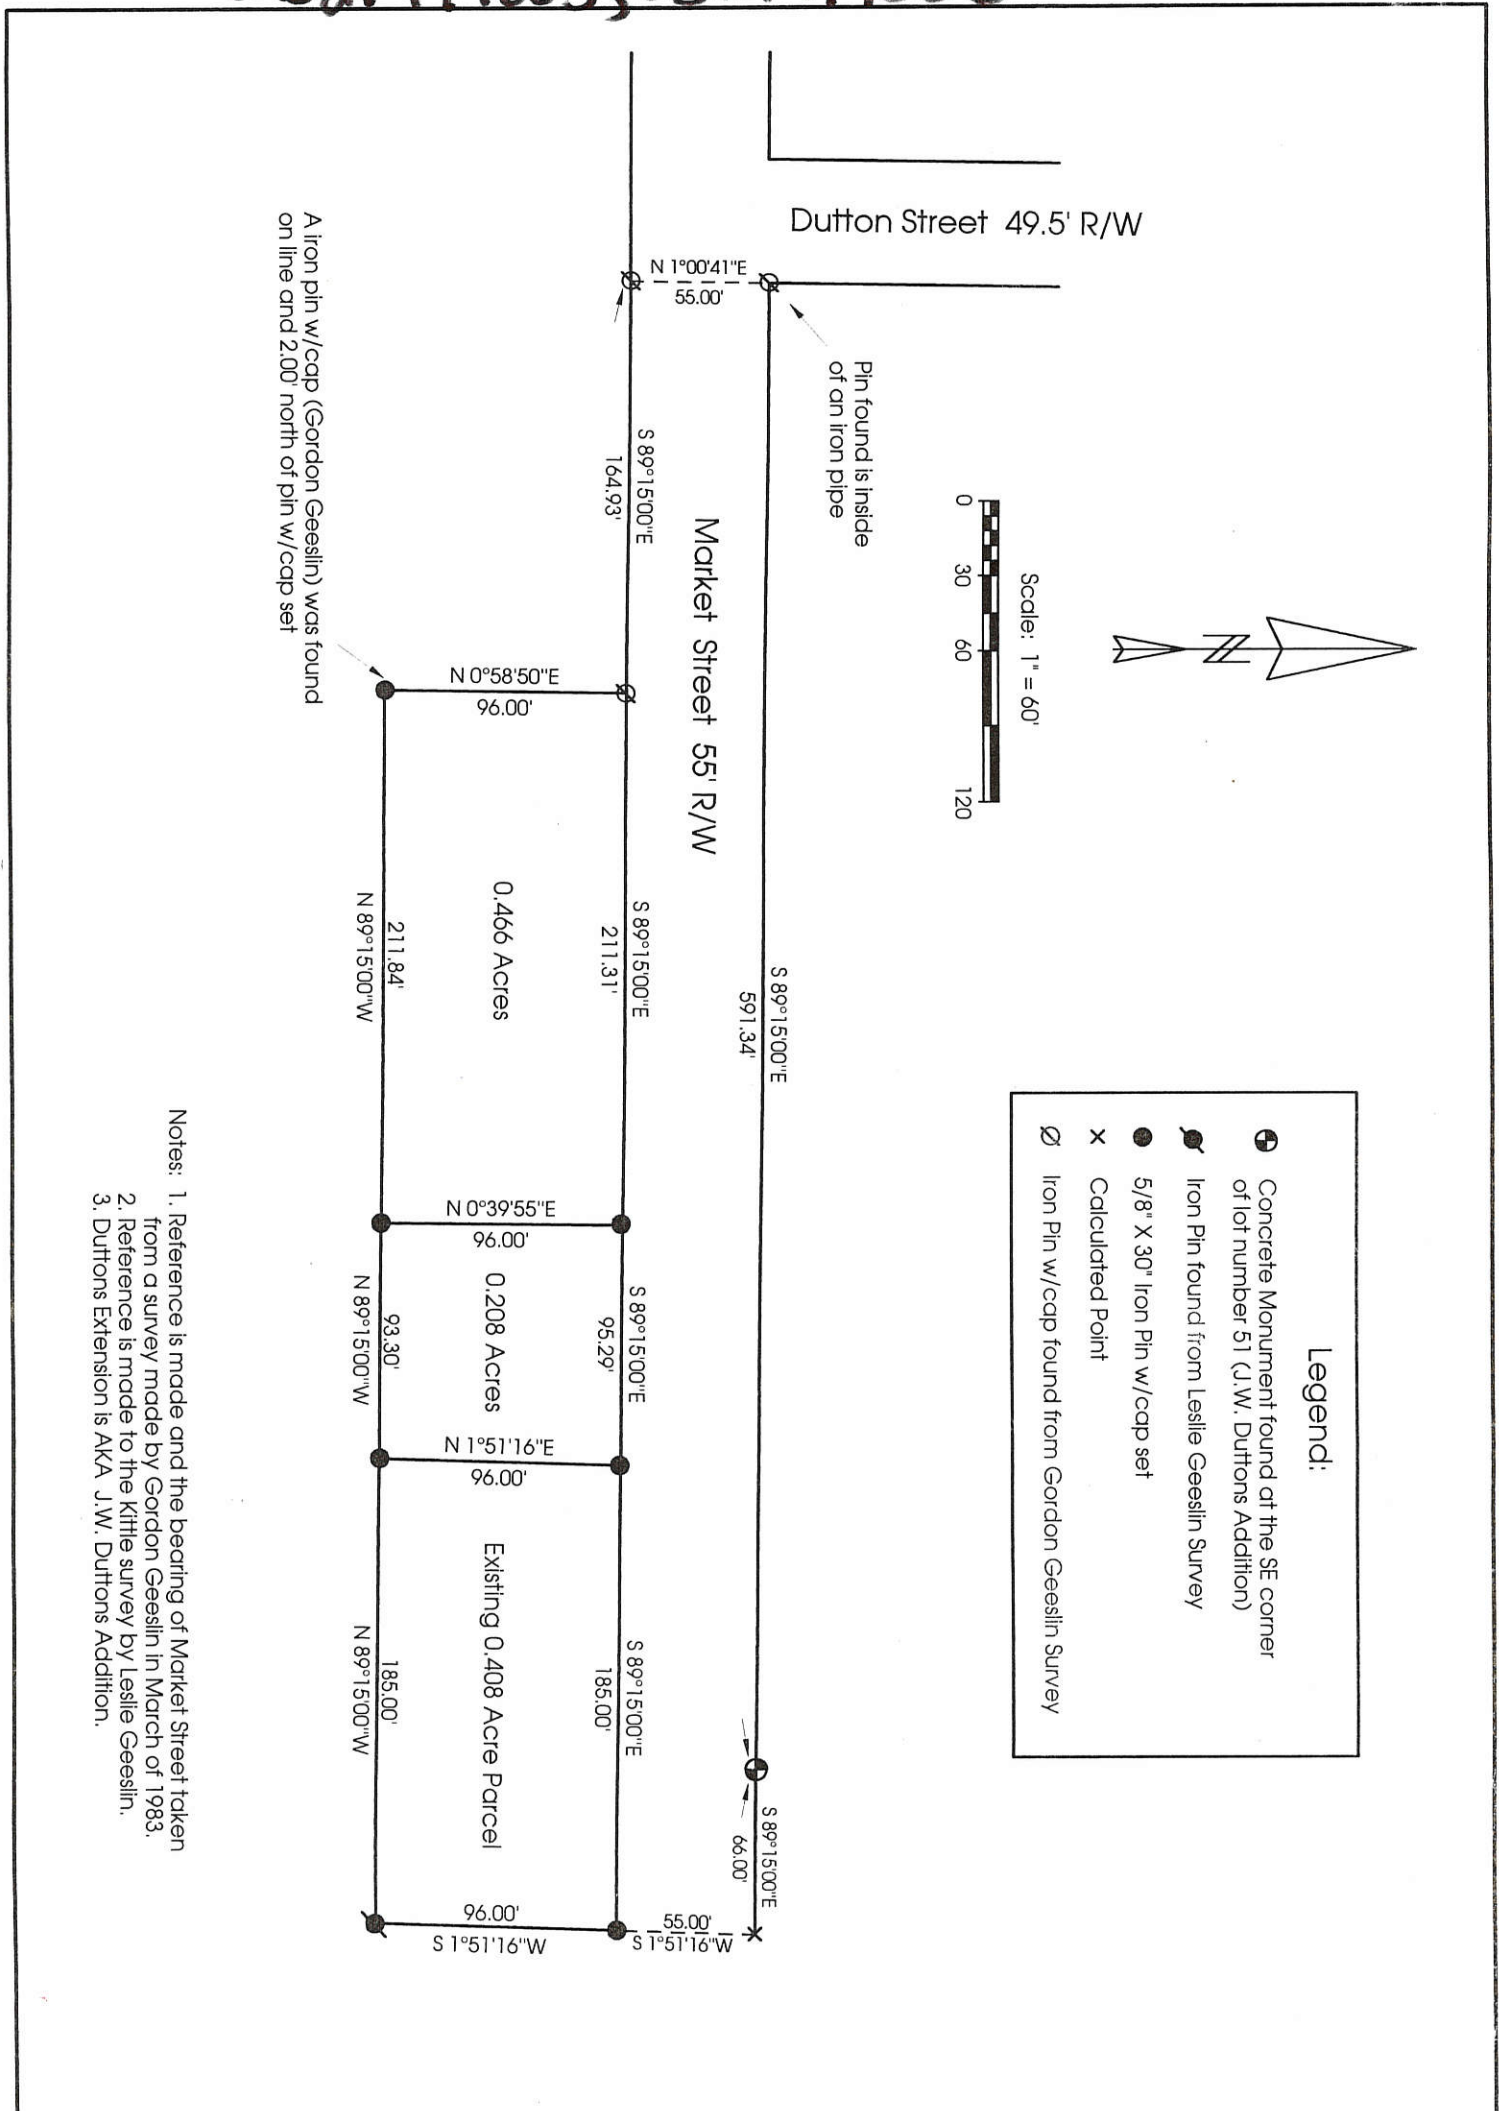 Dutton Street 49.5' R/W
N 1°00'41"E
55.00'
Pin found is inside
of an iron pipe
Scale: 1" = 60'
0 30 60 120
Legend:
Concrete Monument found at the SE corner
of lot number 51 (J.W. Duttons Addition)
Iron Pin found from Leslie Geeslin Survey
5/8" X 30" Iron Pin w/cap set
Calculated Point
Iron Pin w/cap found from Gordon Geeslin Survey
S 89°15'00"E
591.34'
S 89°15'00"E
66.00'
Market Street 55' R/W
55.00'
S 1°51'16"W
S 89°15'00"E
164.93'
S 89°15'00"E
211.31'
S 89°15'00"E
95.29'
S 89°15'00"E
185.00'
N 0°58'50"E
96.00'
0.466 Acres
N 0°39'55"E
96.00'
0.208 Acres
N 1°51'16"E
96.00'
Existing 0.408 Acre Parcel
96.00'
S 1°51'16"W
211.84'
N 89°15'00"W
93.30'
N 89°15'00"W
185.00'
N 89°15'00"W
A iron pin w/cap (Gordon Geeslin) was found
on line and 2.00' north of pin w/cap set
Notes: 1. Reference is made and the bearing of Market Street taken
from a survey made by Gordon Geeslin in March of 1983.
2. Reference is made to the Kittle survey by Leslie Geeslin.
3. Duttons Extension is AKA J.W. Duttons Addition.